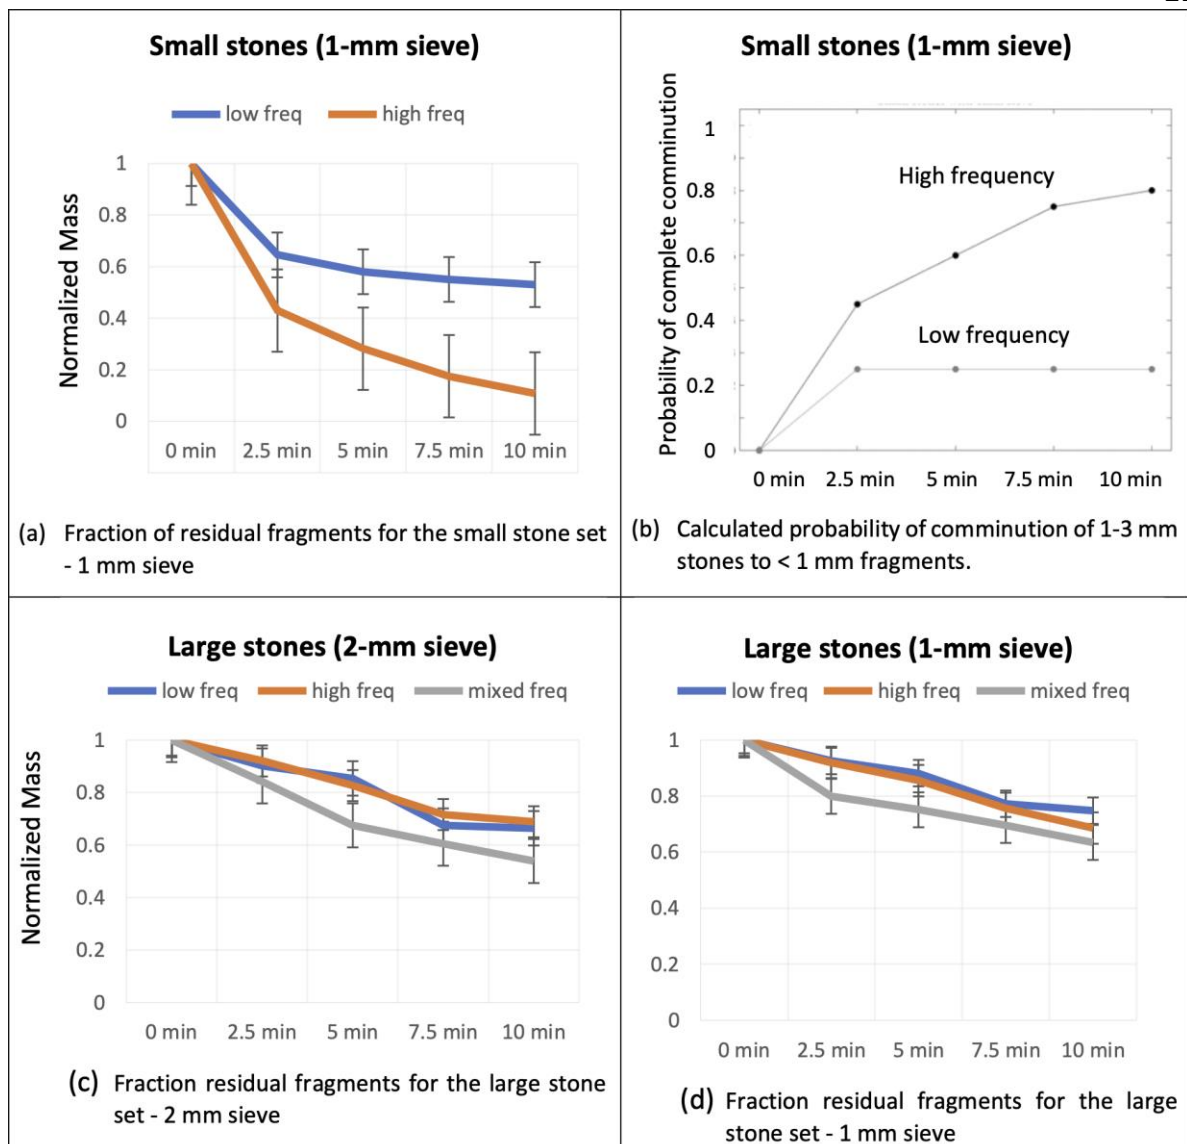 Small stones (1-mm sieve)
low freq high freq
Normalized Mass
1
0.8
0.6
0.4
0.2
0
0 min 2.5 min 5 min 7.5 min 10 min
(a) Fraction of residual fragments for the small stone set
- 1 mm sieve
Small stones (1-mm sieve)
Probability of complete comminution
1
0.8
0.6
0.4
0.2
0
High frequency
Low frequency
0 min 2.5 min 5 min 7.5 min 10 min
(b) Calculated probability of comminution of 1-3 mm
stones to < 1 mm fragments.
Large stones (2-mm sieve)
low freq high freq mixed freq
Normalized Mass
1
0.8
0.6
0.4
0.2
0
0 min 2.5 min 5 min 7.5 min 10 min
(c) Fraction residual fragments for the large stone
set - 2 mm sieve
Large stones (1-mm sieve)
low freq high freq mixed freq
1
0.8
0.6
0.4
0.2
0
0 min 2.5 min 5 min 7.5 min 10 min
(d) Fraction residual fragments for the large
stone set - 1 mm sieve